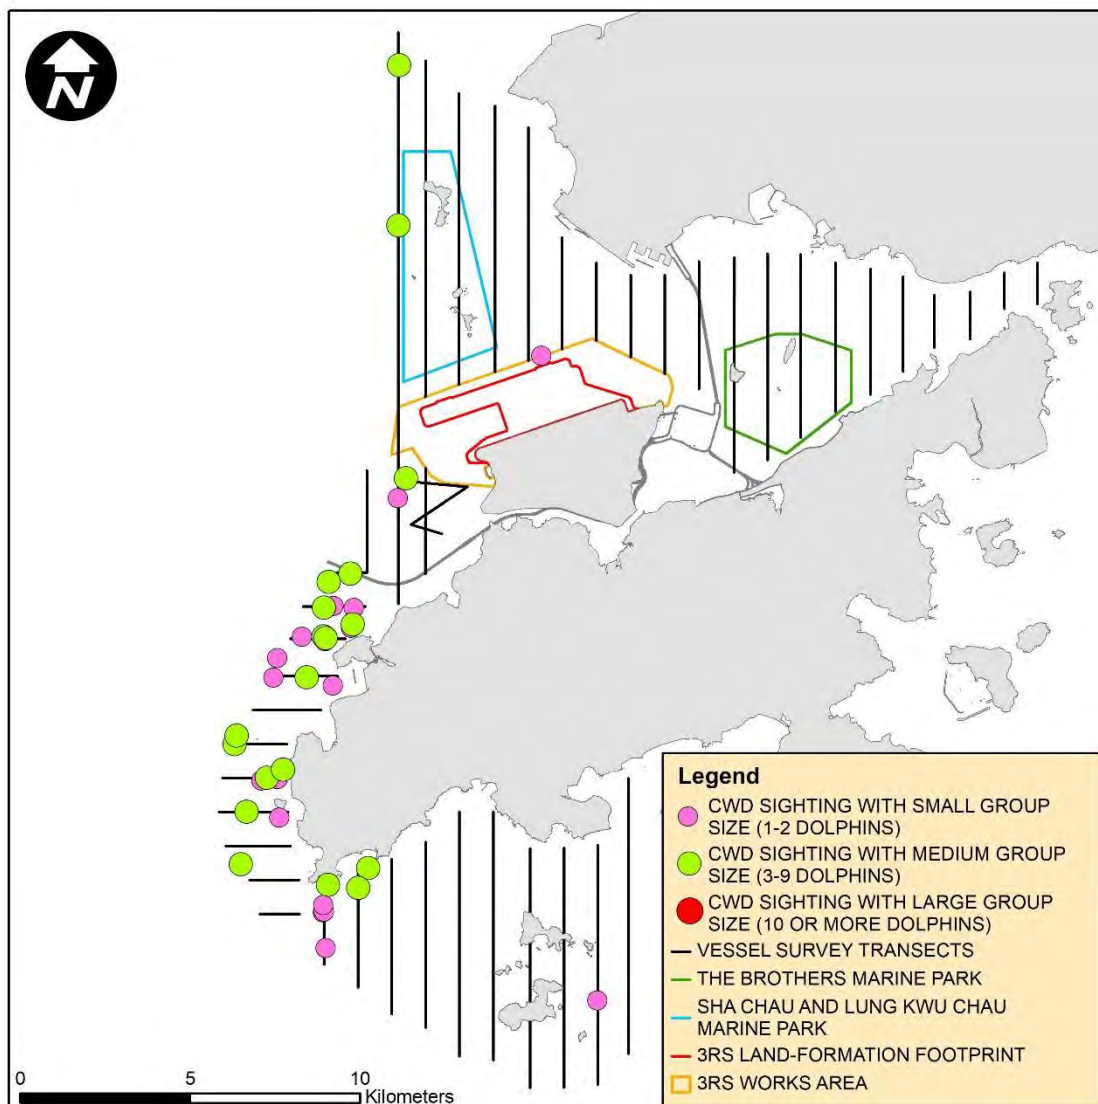 N
Legend
CWD SIGHTING WITH SMALL GROUP
SIZE (1-2 DOLPHINS)
CWD SIGHTING WITH MEDIUM GROUP
SIZE (3-9 DOLPHINS)
CWD SIGHTING WITH LARGE GROUP
SIZE (10 OR MORE DOLPHINS)
VESSEL SURVEY TRANSECTS
THE BROTHERS MARINE PARK
SHA CHAU AND LUNG KWU CHAU
MARINE PARK
3RS LAND-FORMATION FOOTPRINT
3RS WORKS AREA
0 5 10
Kilometers